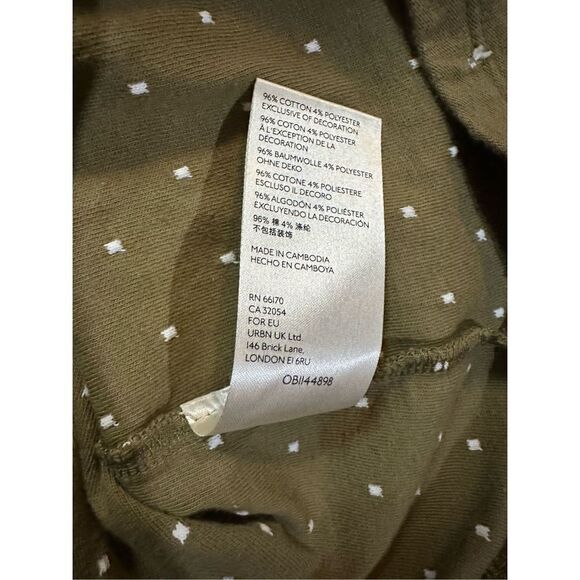 96% COTTON 4% POLYESTER
EXCLUSIVE OF DECORATION
96% COTON 4% POLYESTER
À L'EXCEPTION DE LA
DÉCORATION
96% BAUMWOLLE 4% POLYESTER
OHNE DEKO
96% COTONE 4% POLIESTERE
ESCLUSO IL DECORO
96% ALGODÓN 4% POLIÉSTER
EXCLUYENDO LA DECORACIÓN
96% 棉 4% 涤纶
不包括装饰
MADE IN CAMBODIA
HECHO EN CAMBOYA
RN 66170
CA 32054
FOR EU
URBN UK Ltd.
146 Brick Lane,
LONDON E1 6RU
OB1144898